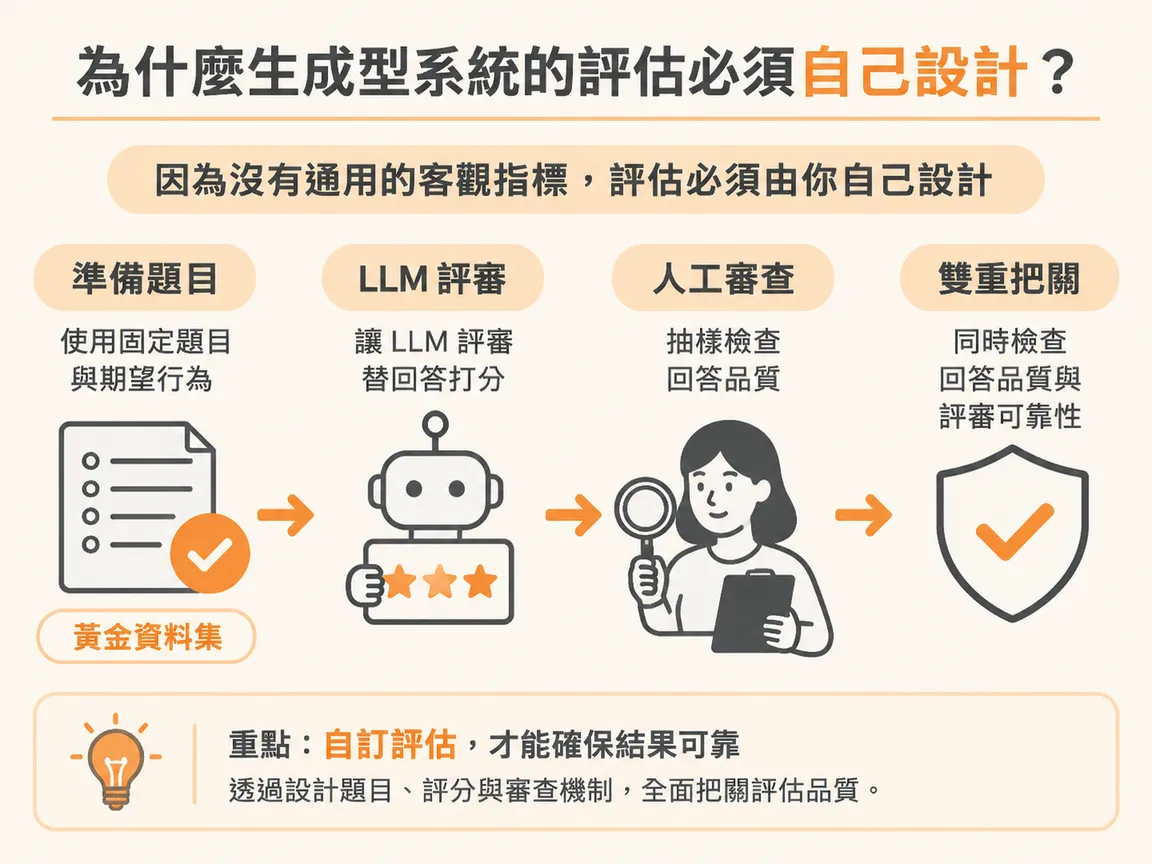 為什麼生成型系統的評估必須自己設計？
因為沒有通用的客觀指標，評估必須由你自己設計
準備題目
使用固定題目
與期望行為
黃金資料集
LLM 評審
讓 LLM 評審
替回答打分
人工審查
抽樣檢查
回答品質
雙重把關
同時檢查
回答品質與
評審可靠性
重點：自訂評估，才能確保結果可靠
透過設計題目、評分與審查機制，全面把關評估品質。